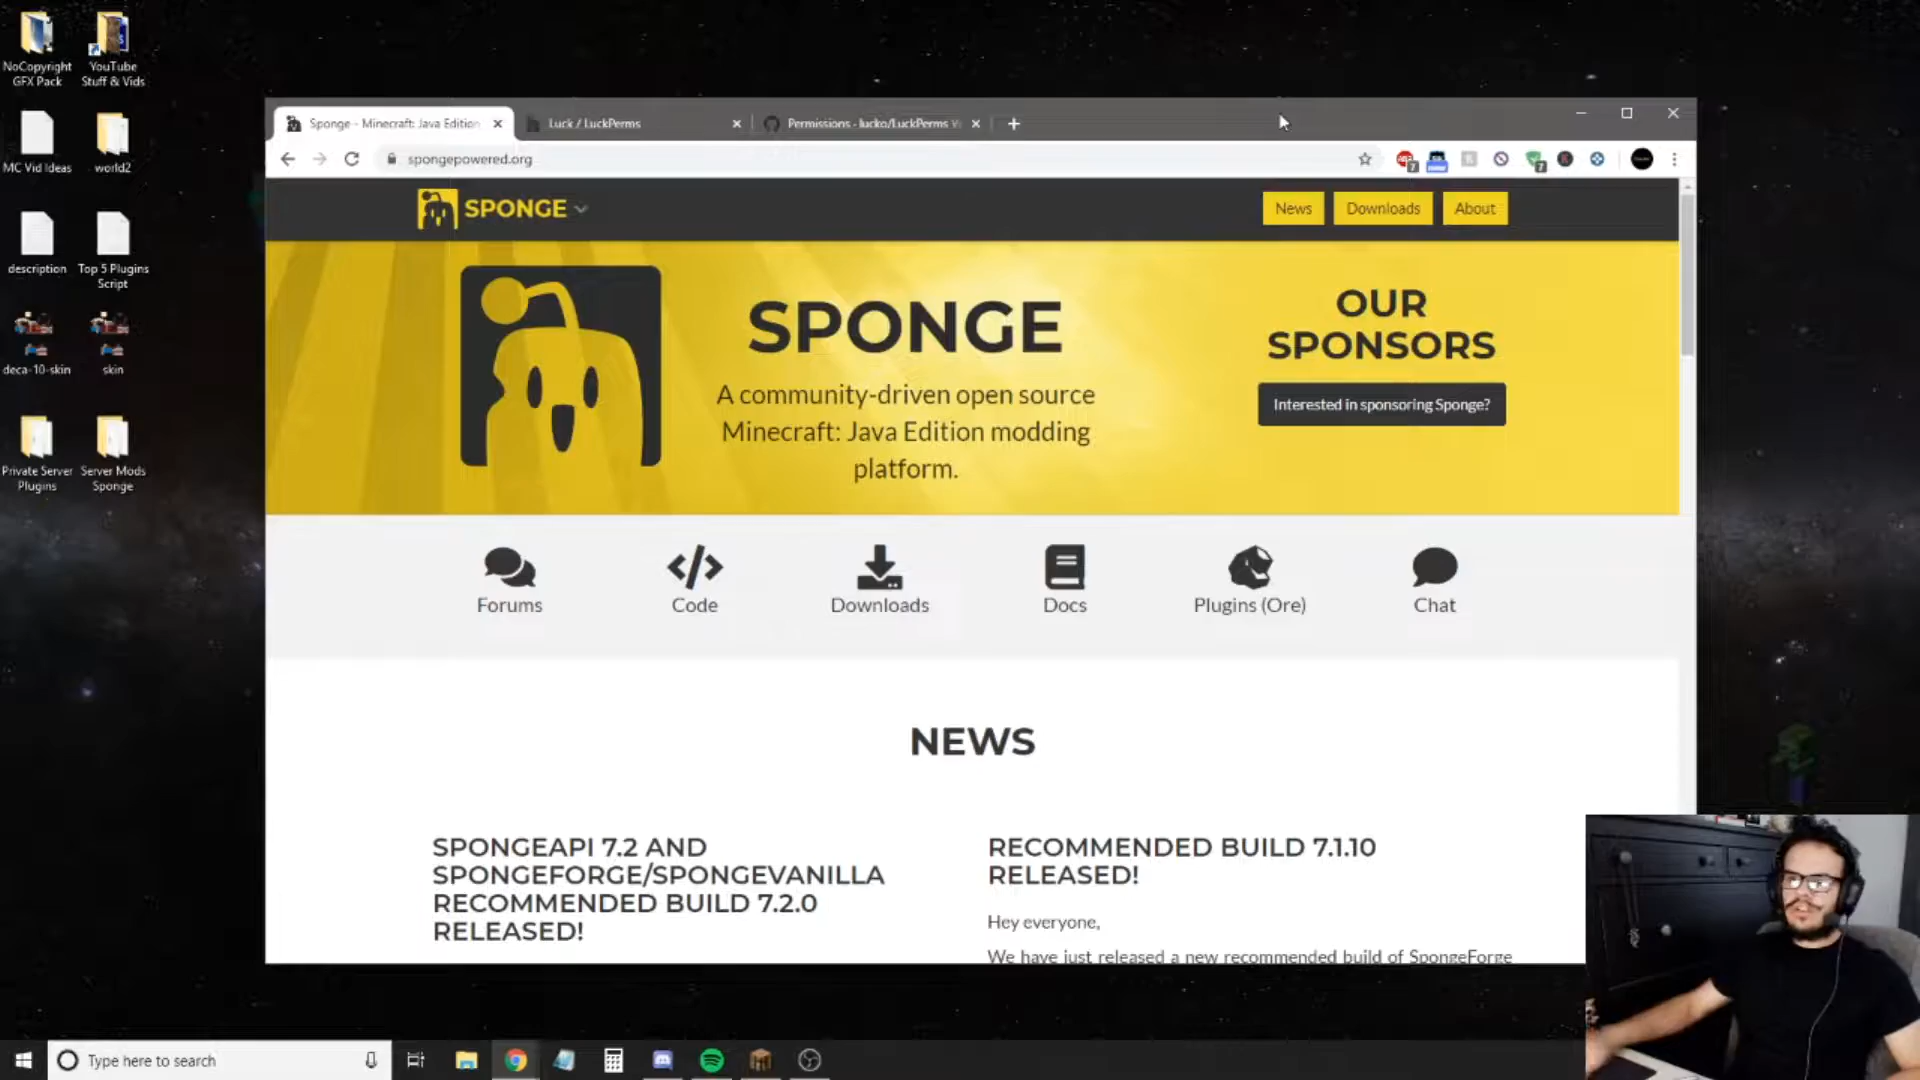 NoCopyright
GFX Pack
YouTube
Stuff & Vids
MC Vid Ideas
world2
description
Top 5 Plugins
Script
deca-10-skin
skin
Private Server
Plugins
Server Mods
Sponge
Sponge - Minecraft: Java Edition
Luck / LuckPerms
Permissions - lucko/LuckPerms
spongepowered.org
SPONGE
News
Downloads
About
SPONGE
A community-driven open source
Minecraft: Java Edition modding
platform.
OUR
SPONSORS
Interested in sponsoring Sponge?
Forums
Code
Downloads
Docs
Plugins (Ore)
Chat
NEWS
SPONGEAPI 7.2 AND
SPONGEFORGE/SPONGEVANILLA
RECOMMENDED BUILD 7.2.0
RELEASED!
RECOMMENDED BUILD 7.1.10
RELEASED!
Hey everyone,
We have just released a new recommended build of SpongeForge
Type here to search